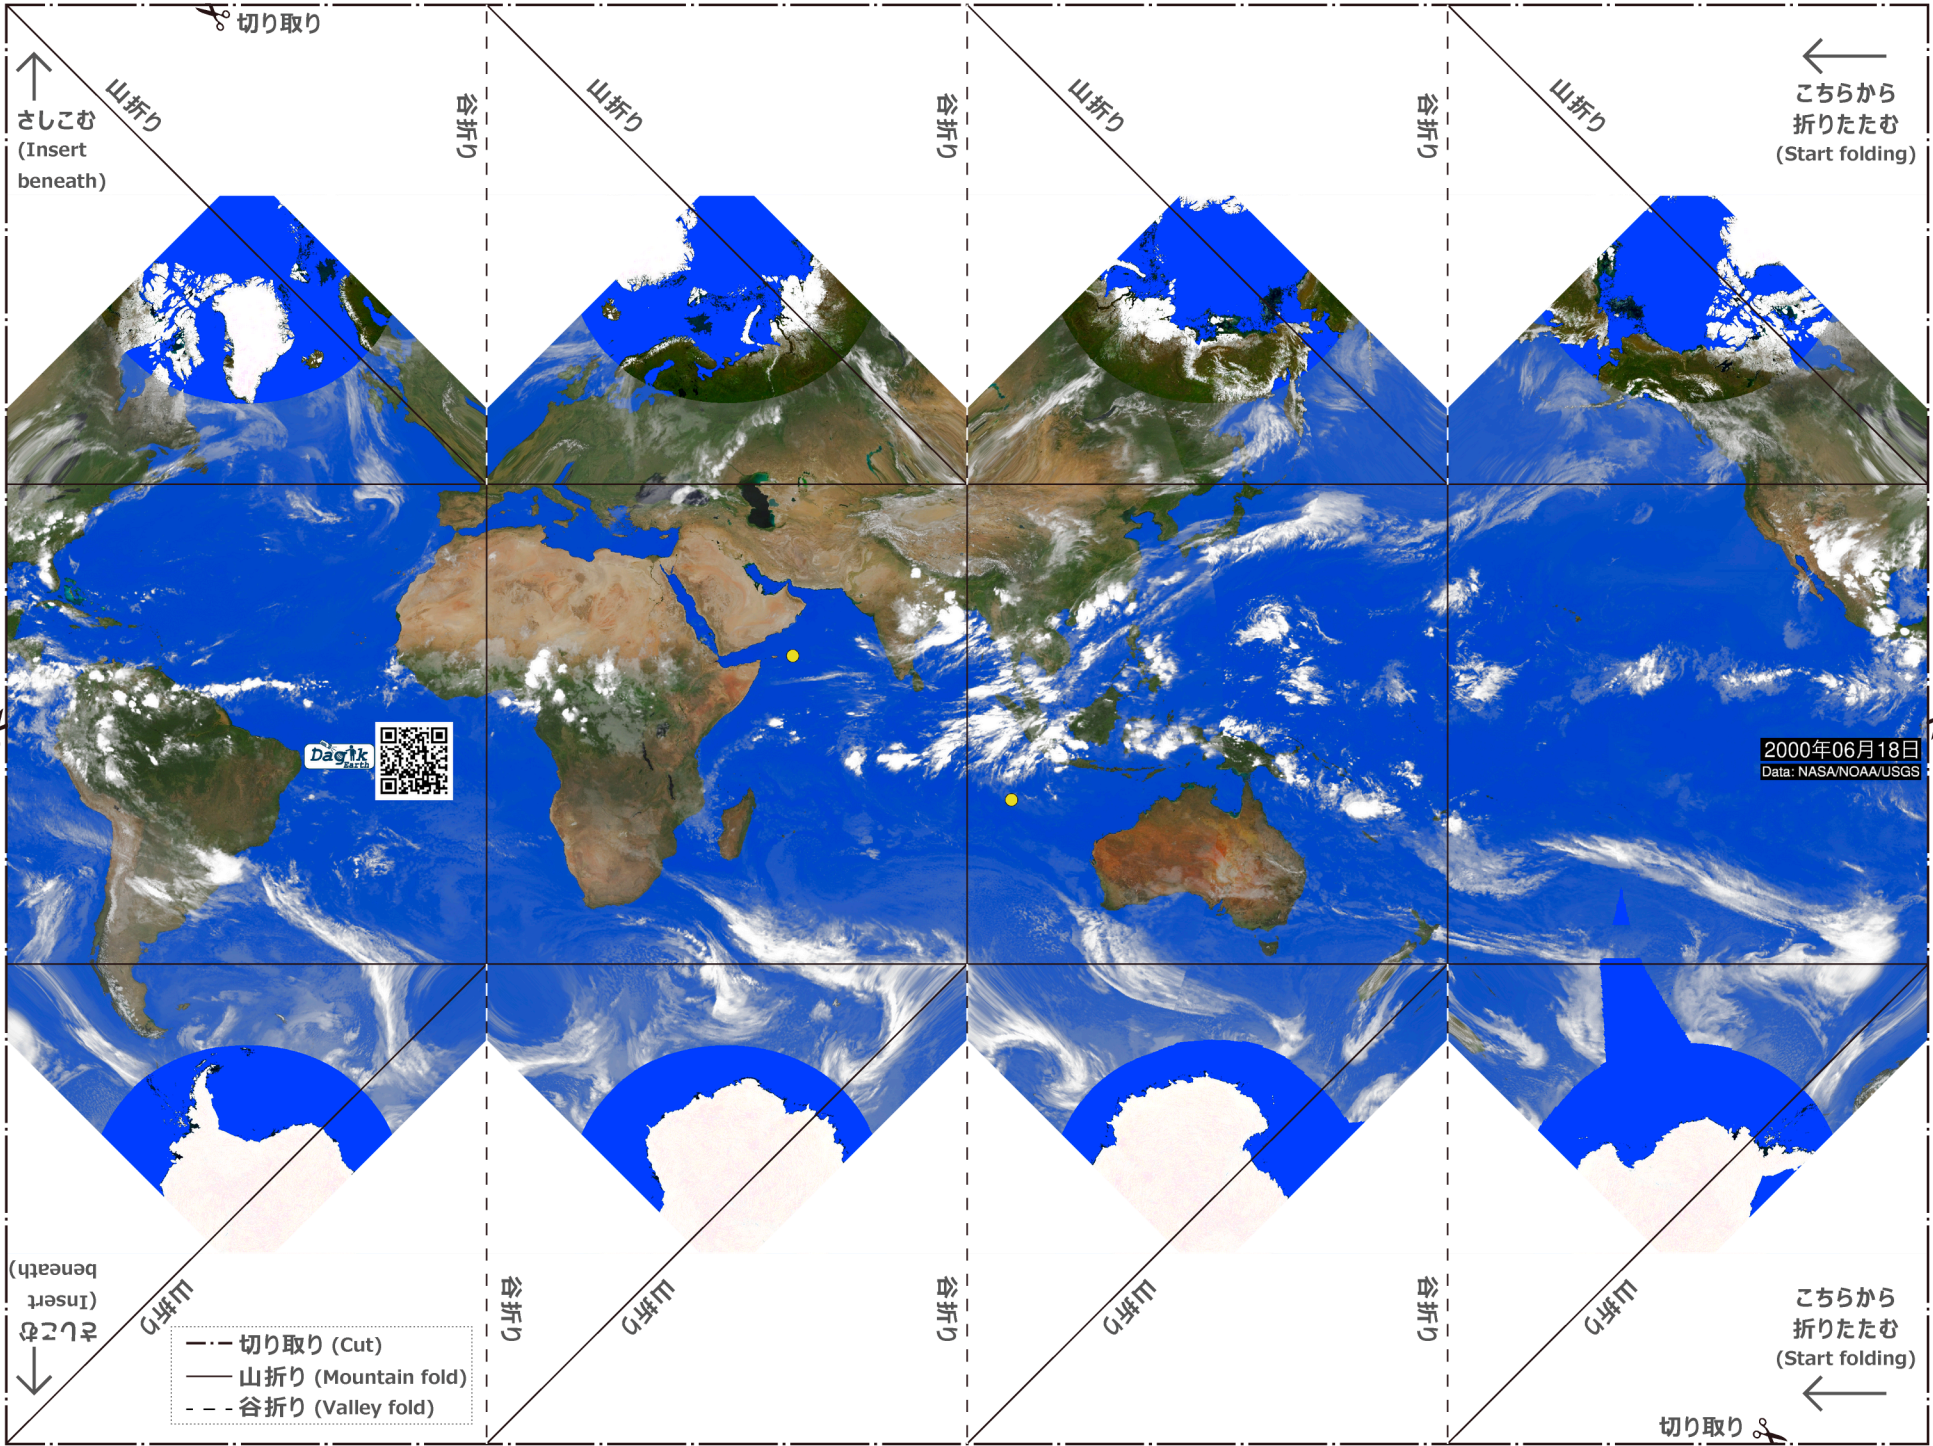 切り取り
山折り
谷折り
山折り
谷折り
山折り
谷折り
山折り
さしこむ
(Insert
beneath)
こちらから
折りたたむ
(Start folding)
Dagik
Earth
2000年06月18日
Data: NASA/NOAA/USGS
さしこむ
(Insert
beneath)
山折り
谷折り
山折り
谷折り
山折り
谷折り
山折り
切り取り (Cut)
山折り (Mountain fold)
谷折り (Valley fold)
こちらから
折りたたむ
(Start folding)
切り取り